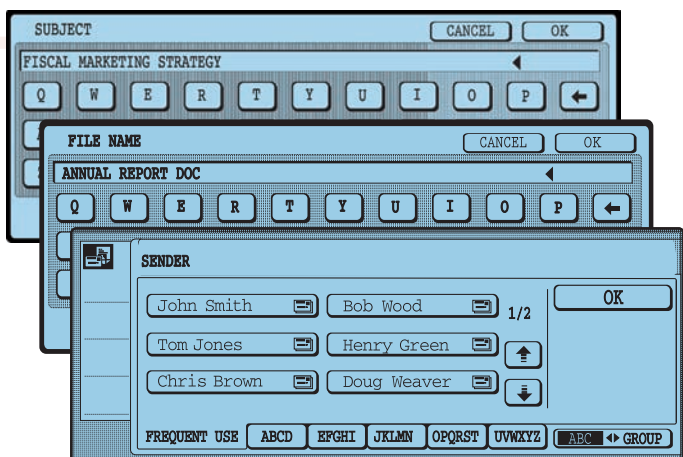 SUBJECT CANCEL OK
FISCAL MARKETING STRATEGY
Q W E R T Y U I O P
FILE NAME CANCEL OK
ANNUAL REPORT DOC
Q W E R T Y U I O P
SENDER
John Smith Bob Wood 1/2 OK
Tom Jones Henry Green
Chris Brown Doug Weaver
FREQUENT USE ABCD EFGHI JKLMN OPQRST UVWXYZ ABC GROUP